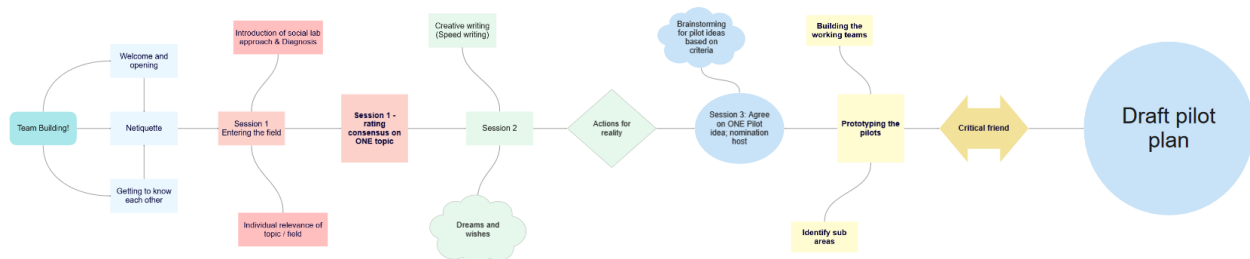 Team Building!
Welcome and
opening
Netiquette
Getting to know
each other
Introduction of social lab
approach & Diagnosis
Session 1
Entering the field
Individual relevance of
topic / field
Session 1 -
rating
consensus on
ONE topic
Creative writing
(Speed writing)
Session 2
Dreams and
wishes
Actions for
reality
Brainstorming
for pilot ideas
based on
criteria
Session 3: Agree
on ONE Pilot
idea; nomination
host
Building the
working teams
Prototyping the
pilots
Identify sub
areas
Critical friend
Draft pilot
plan